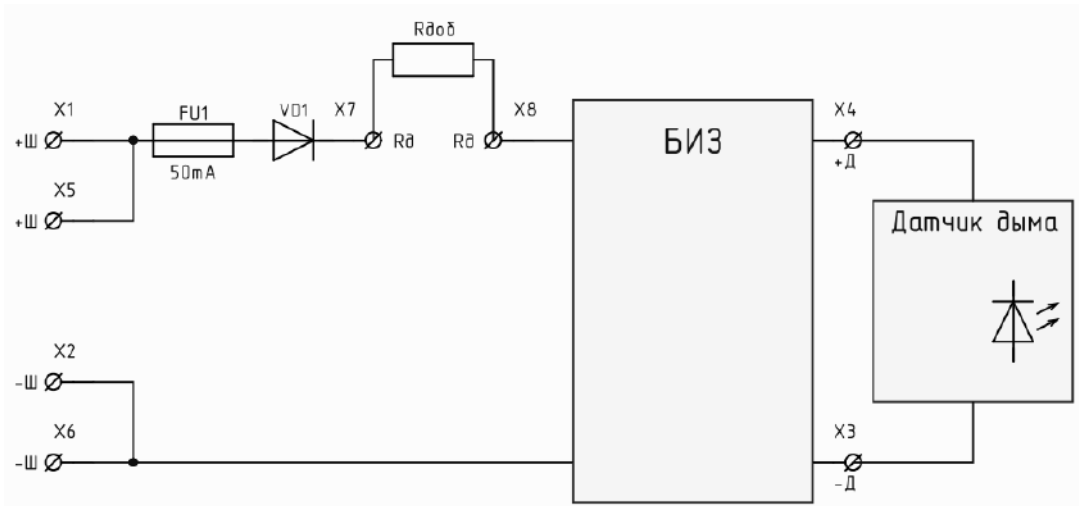 Rдоб
X1
FU1
VD1
X7
X8
X4
+Ш
Rд
Rд
БИЗ
50mA
+Д
X5
+Ш
Датчик дыма
X2
-Ш
X6
X3
-Ш
-Д